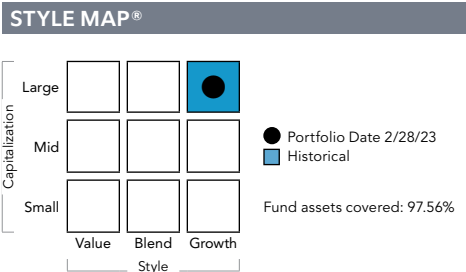 STYLE MAP®
Large
Mid
Small
Capitalization
Value Blend Growth
Style
Portfolio Date 2/28/23
Historical
Fund assets covered: 97.56%